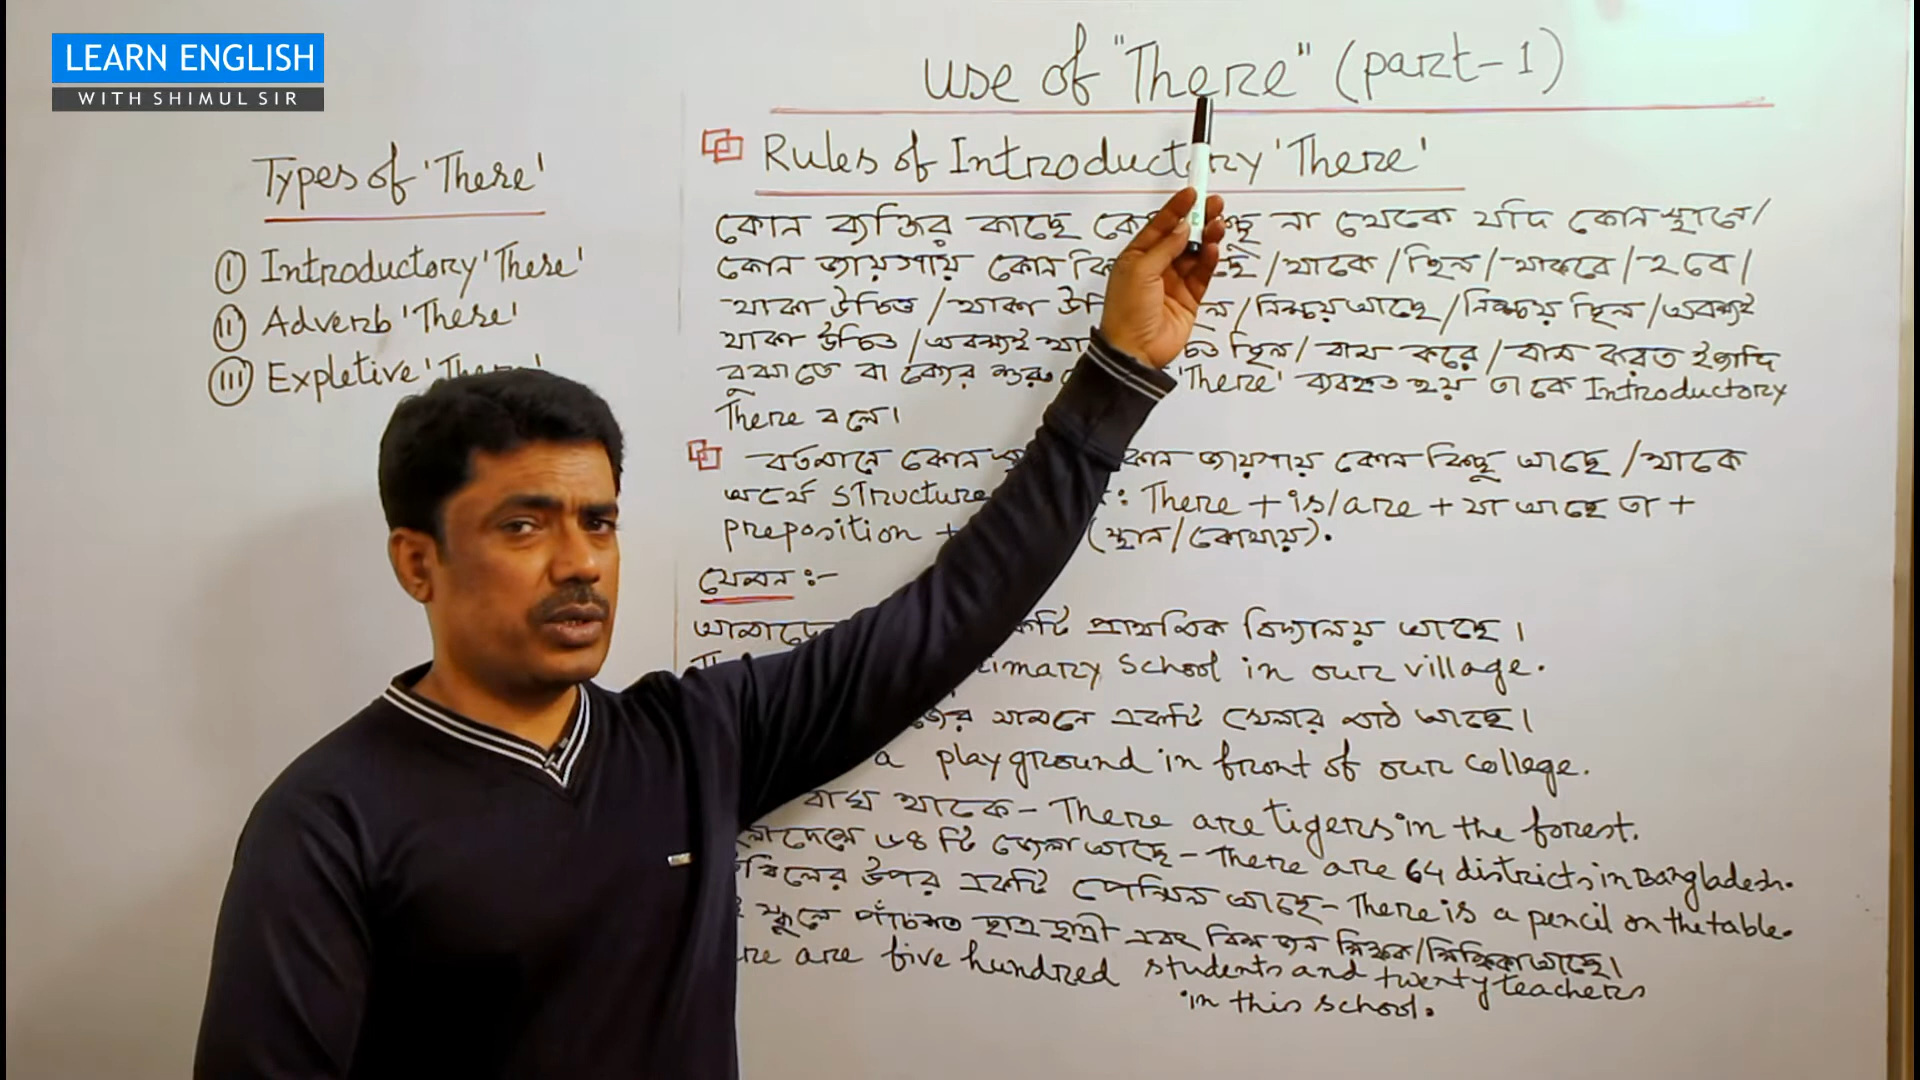 LEARN ENGLISH
WITH SHIMUL SIR
use of "There" (part-1)
Types of 'There'
(I) Introductory 'There'
(II) Adverb 'There'
(III) Expletive 'There'
Rules of Introductory 'There'
কোন ব্যক্তির কাছে না থেকে যদি কোন স্থানে/
কোন জায়গায় কোন /থাকে/ছিল/থাকবে/হবে/
থাকা উচিত/থাকা /নিশ্চয় আছে/নিশ্চয় ছিল/অবশ্যই
থাকা উচিত/অবশ্যই ছিল/বাস করে/বাস করত ইত্যাদি
বুঝাতে বাক্যের শুরুতে 'There' ব্যবহৃত হয় তাকে Introductory
There বলে।
বর্তমানে কোন জায়গায় কোন কিছু আছে/থাকে
অর্থে structure : There + is/are + যা আছে তা +
preposition + (স্থান/কোথায়).
যেমন:-
প্রাথমিক বিদ্যালয় আছে।
school in our village.
সামনে একটি খেলার মাঠ আছে।
a playground in front of our college.
বাঘ থাকে - There are tigers in the forest.
৬৪ টি জেলা আছে - There are 64 districts in Bangladesh.
উপর একটি পেন্সিল আছে - There is a pencil on the table.
স্কুলে পাঁচশত ছাত্রছাত্রী এবং বিশ জন শিক্ষক/শিক্ষিকা আছে।
are five hundred students and twenty teachers
in this school.